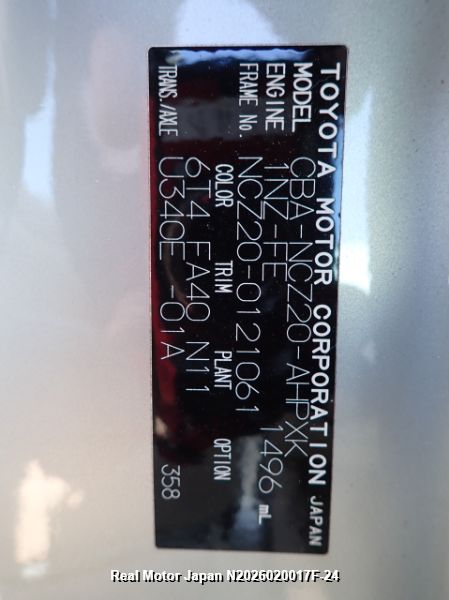 TOYOTA MOTOR CORPORATION JAPAN
MODEL CBA-NCZ20-AHPXK
ENGINE 1NZ-FE 1496 mL
FRAME No. NCZ20-0121061
COLOR TRIM PLANT OPTION
6T4 FA40 N11
TRANS./AXLE U340E -01A 358
Real Motor Japan N2026020017F-24